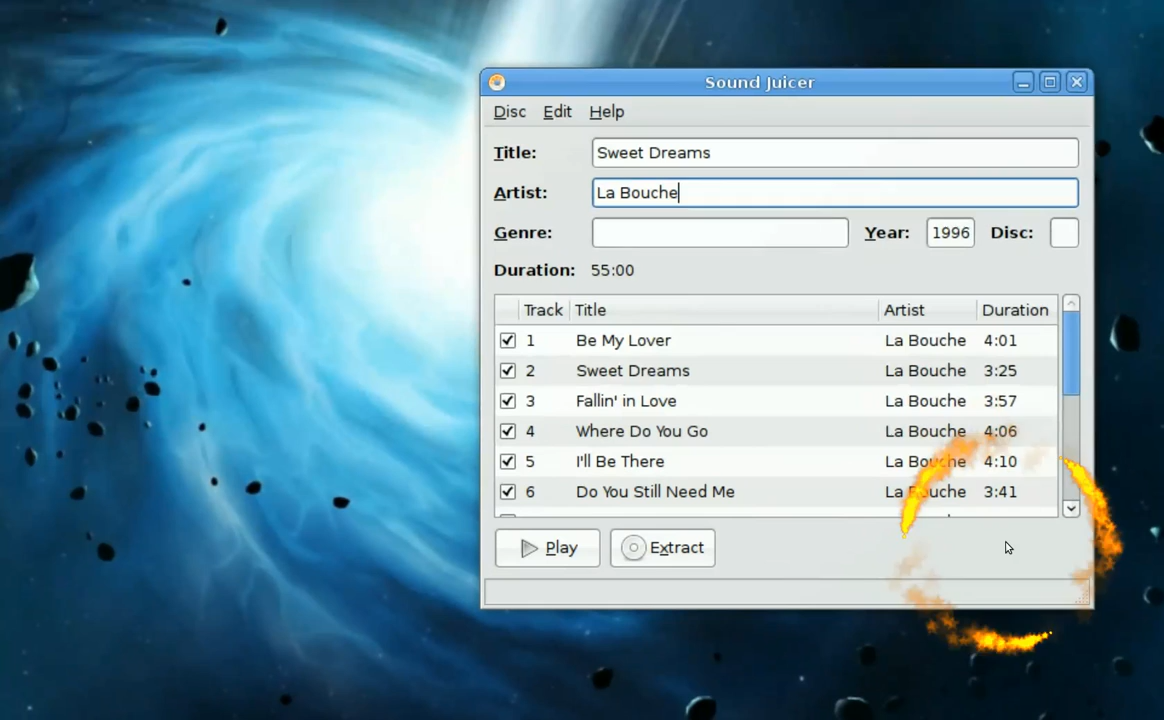 Sound Juicer
Disc Edit Help
Title: Sweet Dreams
Artist: La Bouche
Genre: Year: 1996 Disc:
Duration: 55:00
Track Title Artist Duration
1 Be My Lover La Bouche 4:01
2 Sweet Dreams La Bouche 3:25
3 Fallin' in Love La Bouche 3:57
4 Where Do You Go La Bouche 4:06
5 I'll Be There La Bouche 4:10
6 Do You Still Need Me La Bouche 3:41
Play Extract